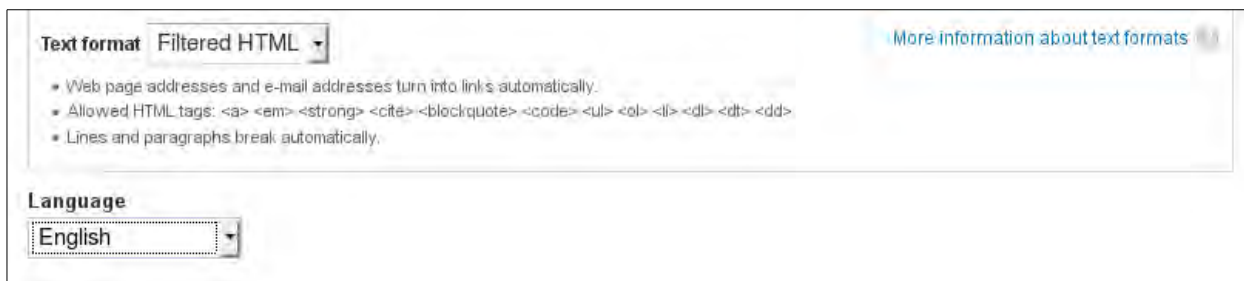 Text format Filtered HTML More information about text formats
Web page addresses and e-mail addresses turn into links automatically.
Allowed HTML tags: <a> <em> <strong> <cite> <blockquote> <code> <ul> <ol> <li> <dl> <dt> <dd>
Lines and paragraphs break automatically.
Language
English